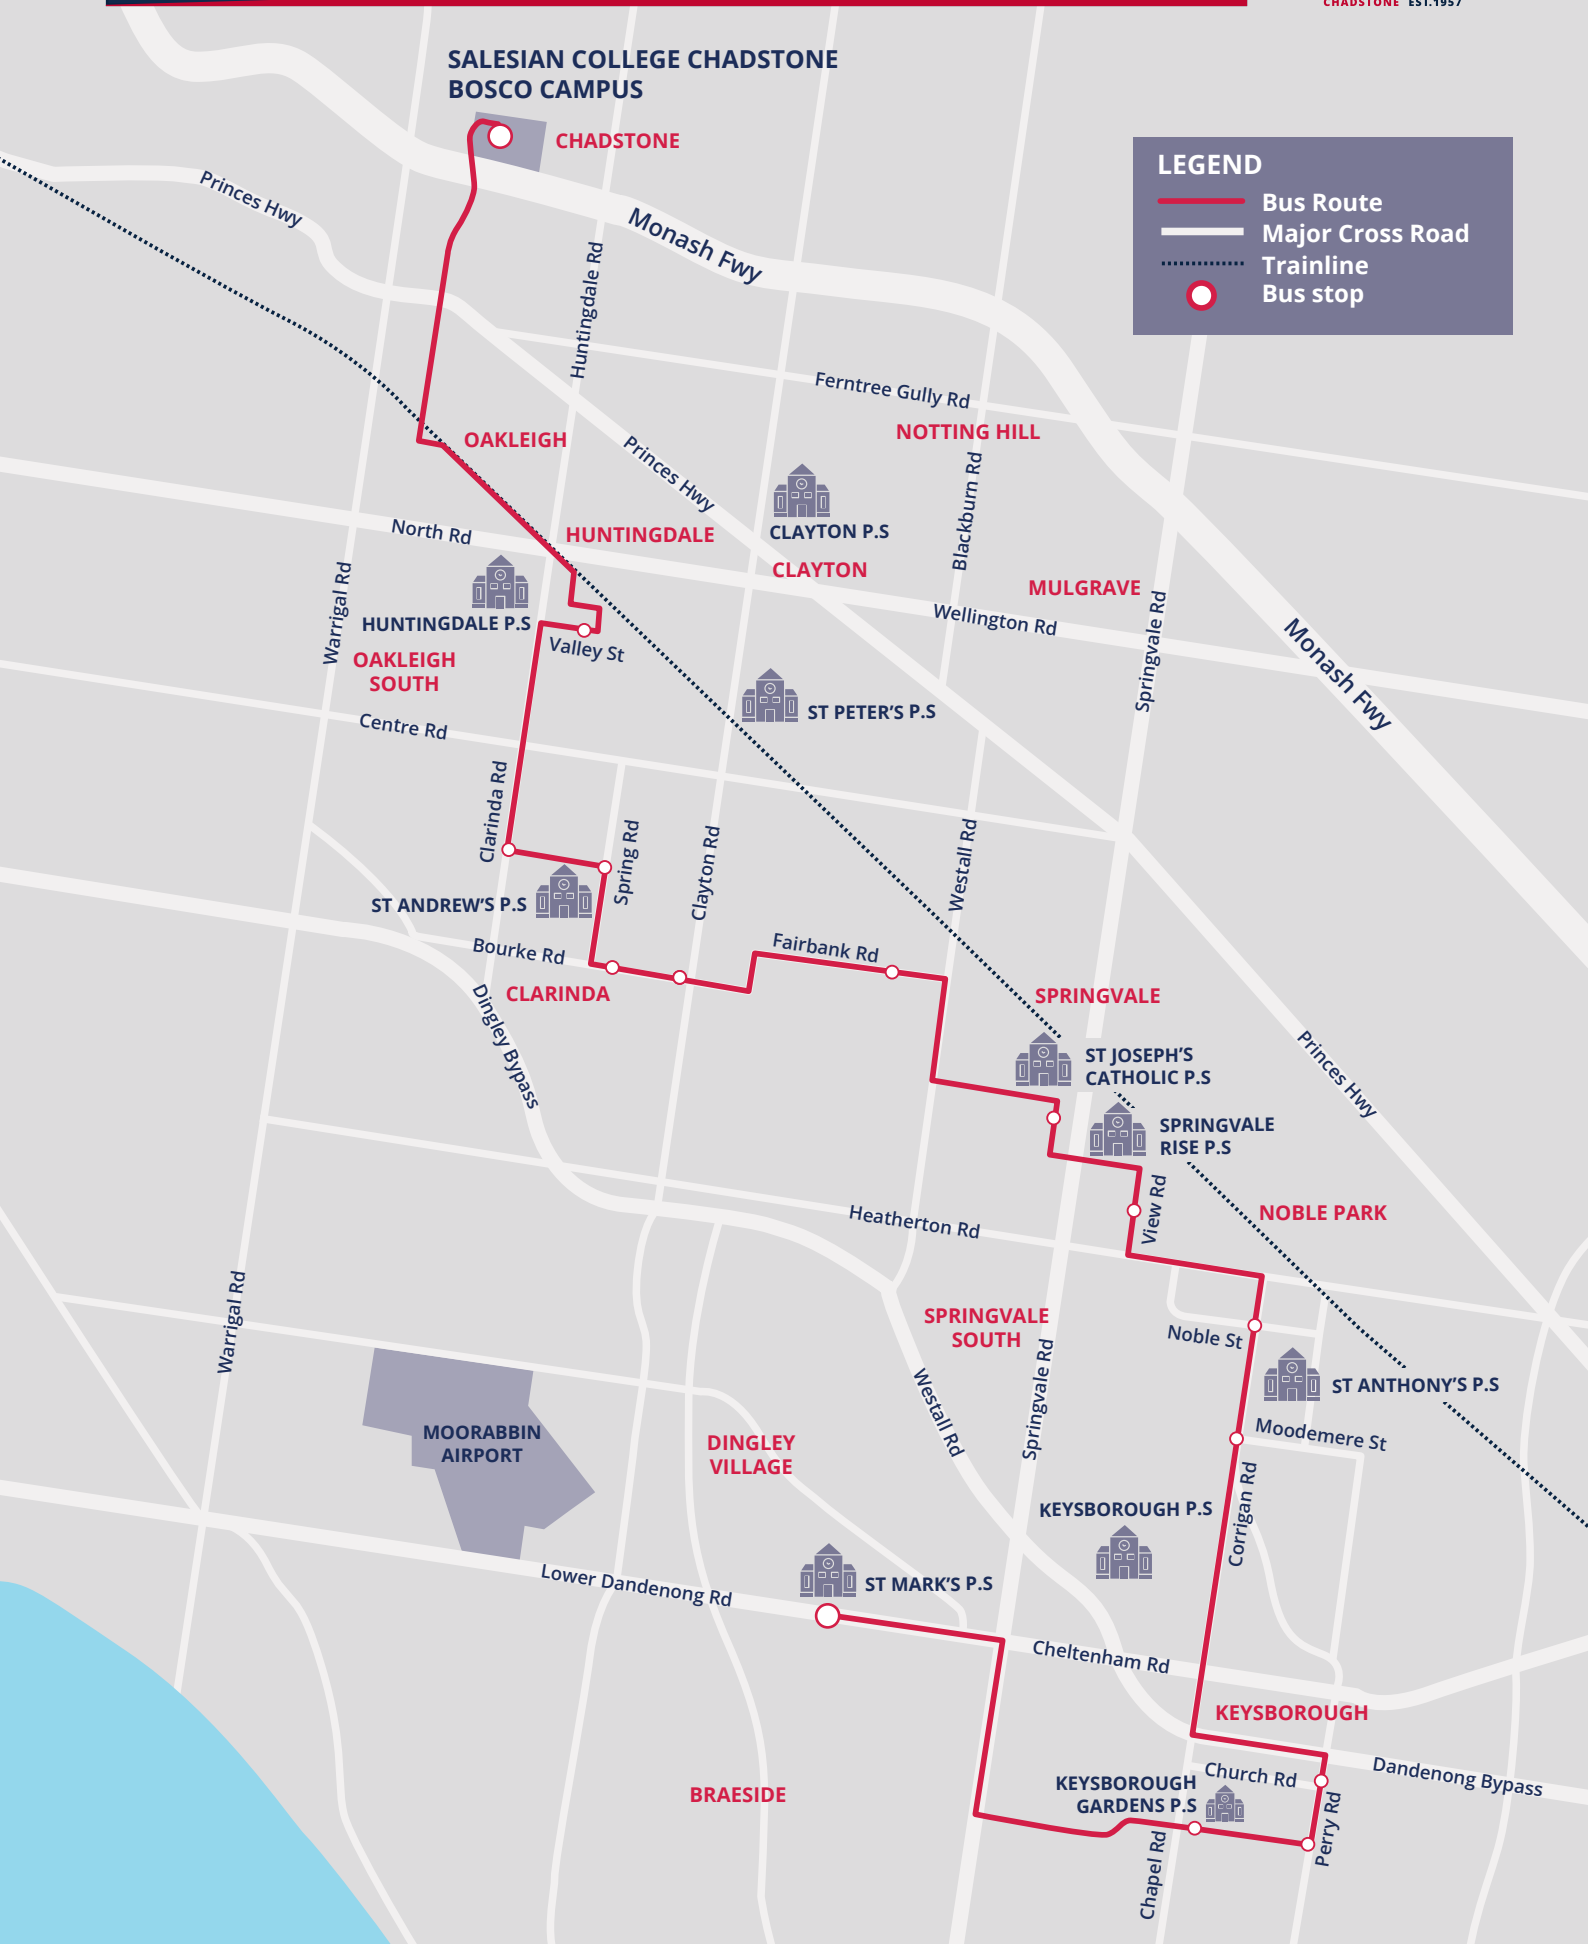 CHADSTONE EST.1957
SALESIAN COLLEGE CHADSTONE
BOSCO CAMPUS
CHADSTONE
LEGEND
Bus Route
Major Cross Road
Trainline
Bus stop
Princes Hwy
Monash Fwy
Huntingdale Rd
Ferntree Gully Rd
NOTTING HILL
OAKLEIGH
Princes Hwy
Blackburn Rd
North Rd
HUNTINGDALE
CLAYTON P.S
CLAYTON
MULGRAVE
Warrigal Rd
HUNTINGDALE P.S
Valley St
Wellington Rd
Springvale Rd
Monash Fwy
OAKLEIGH
SOUTH
ST PETER'S P.S
Centre Rd
Clarinda Rd
Spring Rd
Clayton Rd
Westall Rd
ST ANDREW'S P.S
Bourke Rd
Fairbank Rd
CLARINDA
SPRINGVALE
Dingley Bypass
ST JOSEPH'S
CATHOLIC P.S
Princes Hwy
SPRINGVALE
RISE P.S
View Rd
Heatherton Rd
NOBLE PARK
Warrigal Rd
SPRINGVALE
SOUTH
Noble St
Westall Rd
Springvale Rd
ST ANTHONY'S P.S
MOORABBIN
AIRPORT
DINGLEY
VILLAGE
Moodemere St
Corrigan Rd
KEYSBOROUGH P.S
Lower Dandenong Rd
ST MARK'S P.S
Cheltenham Rd
KEYSBOROUGH
BRAESIDE
KEYSBOROUGH
GARDENS P.S
Church Rd
Dandenong Bypass
Perry Rd
Chapel Rd